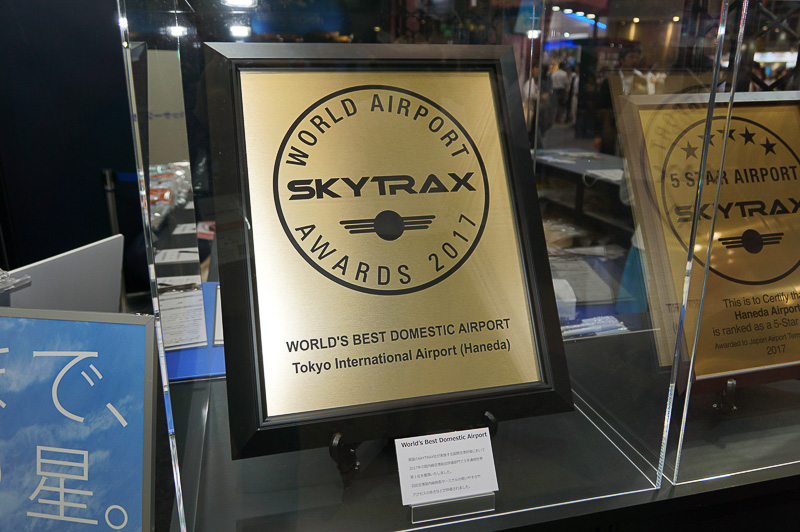 WORLD AIRPORT
SKYTRAX
AWARDS 2017
WORLD'S BEST DOMESTIC AIRPORT
Tokyo International Airport (Haneda)
World's Best Domestic Airport
5 STAR AIRPORT
SKYTRAX
This is to Certify tha
Haneda Airport
is ranked as a 5-Star
Awarded to Japan Airport Term
2017
で、
星。